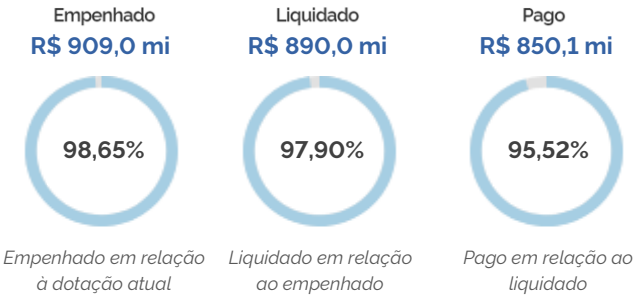 Empenhado
R$ 909,0 mi
98,65%
Empenhado em relação
à dotação atual
Liquidado
R$ 890,0 mi
97,90%
Liquidado em relação
ao empenhado
Pago
R$ 850,1 mi
95,52%
Pago em relação ao
liquidado